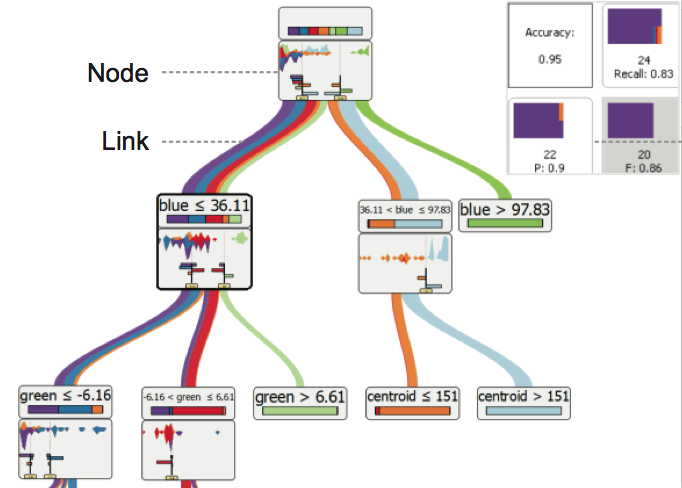 Node
Link
Accuracy:
0.95
24
Recall: 0.83
22
P: 0.9
20
F: 0.86
blue ≤ 36.11
36.11 < blue ≤ 97.83
blue > 97.83
green ≤ -6.16
-6.16 < green ≤ 6.61
green > 6.61
centroid ≤ 151
centroid > 151